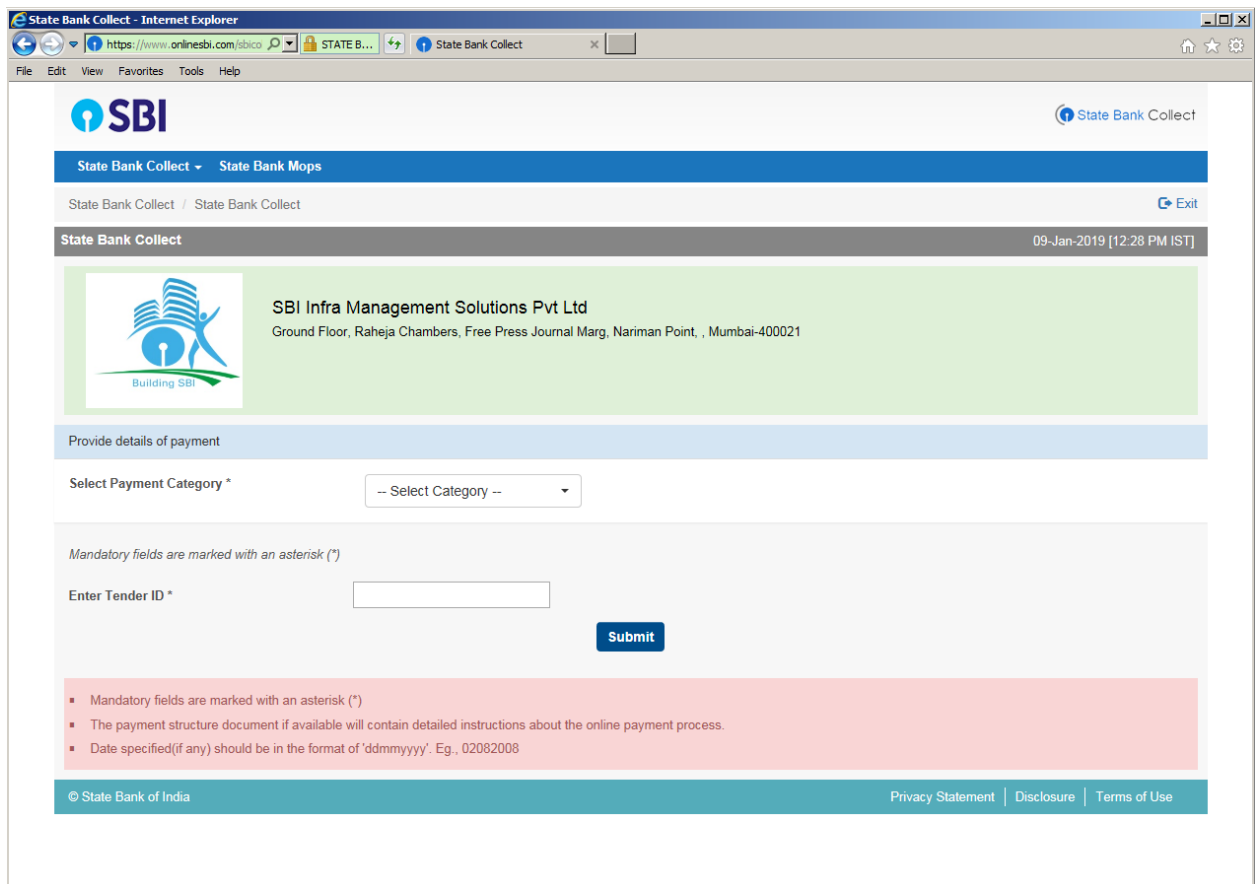 State Bank Collect - Internet Explorer
https://www.onlinesbi.com/sbico STATE B... State Bank Collect
File Edit View Favorites Tools Help
SBI
State Bank Collect
State Bank Collect State Bank Mops
State Bank Collect / State Bank Collect
Exit
State Bank Collect
09-Jan-2019 [12:28 PM IST]
SBI Infra Management Solutions Pvt Ltd
Ground Floor, Raheja Chambers, Free Press Journal Marg, Nariman Point, , Mumbai-400021
Building SBI
Provide details of payment
Select Payment Category *
-- Select Category --
Mandatory fields are marked with an asterisk (*)
Enter Tender ID *
Submit
Mandatory fields are marked with an asterisk (*)
The payment structure document if available will contain detailed instructions about the online payment process.
Date specified(if any) should be in the format of 'ddmmyyyy'. Eg., 02082008
© State Bank of India
Privacy Statement | Disclosure | Terms of Use